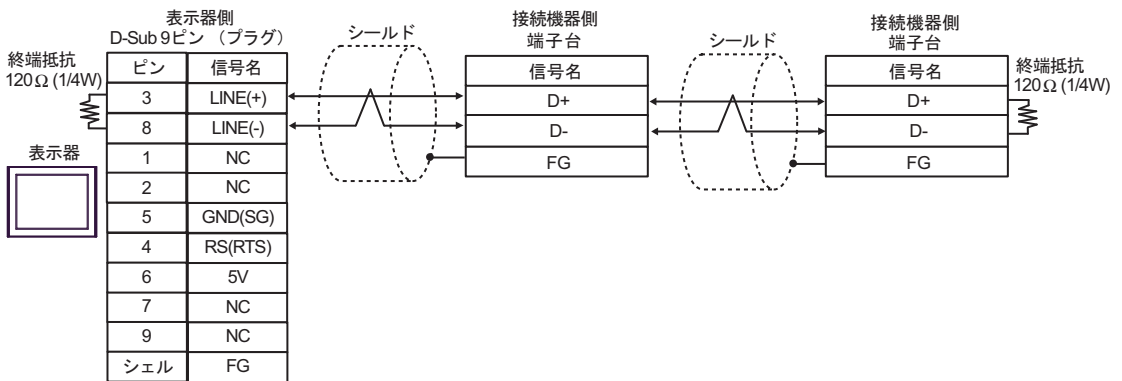 表示器側
D-Sub 9ピン （プラグ）
終端抵抗
120Ω (1/4W)
ピン 信号名
3 LINE(+)
8 LINE(-)
1 NC
2 NC
5 GND(SG)
4 RS(RTS)
6 5V
7 NC
9 NC
シェル FG
表示器
シールド
接続機器側
端子台
信号名
D+
D-
FG
シールド
接続機器側
端子台
信号名
D+
D-
FG
終端抵抗
120Ω (1/4W)